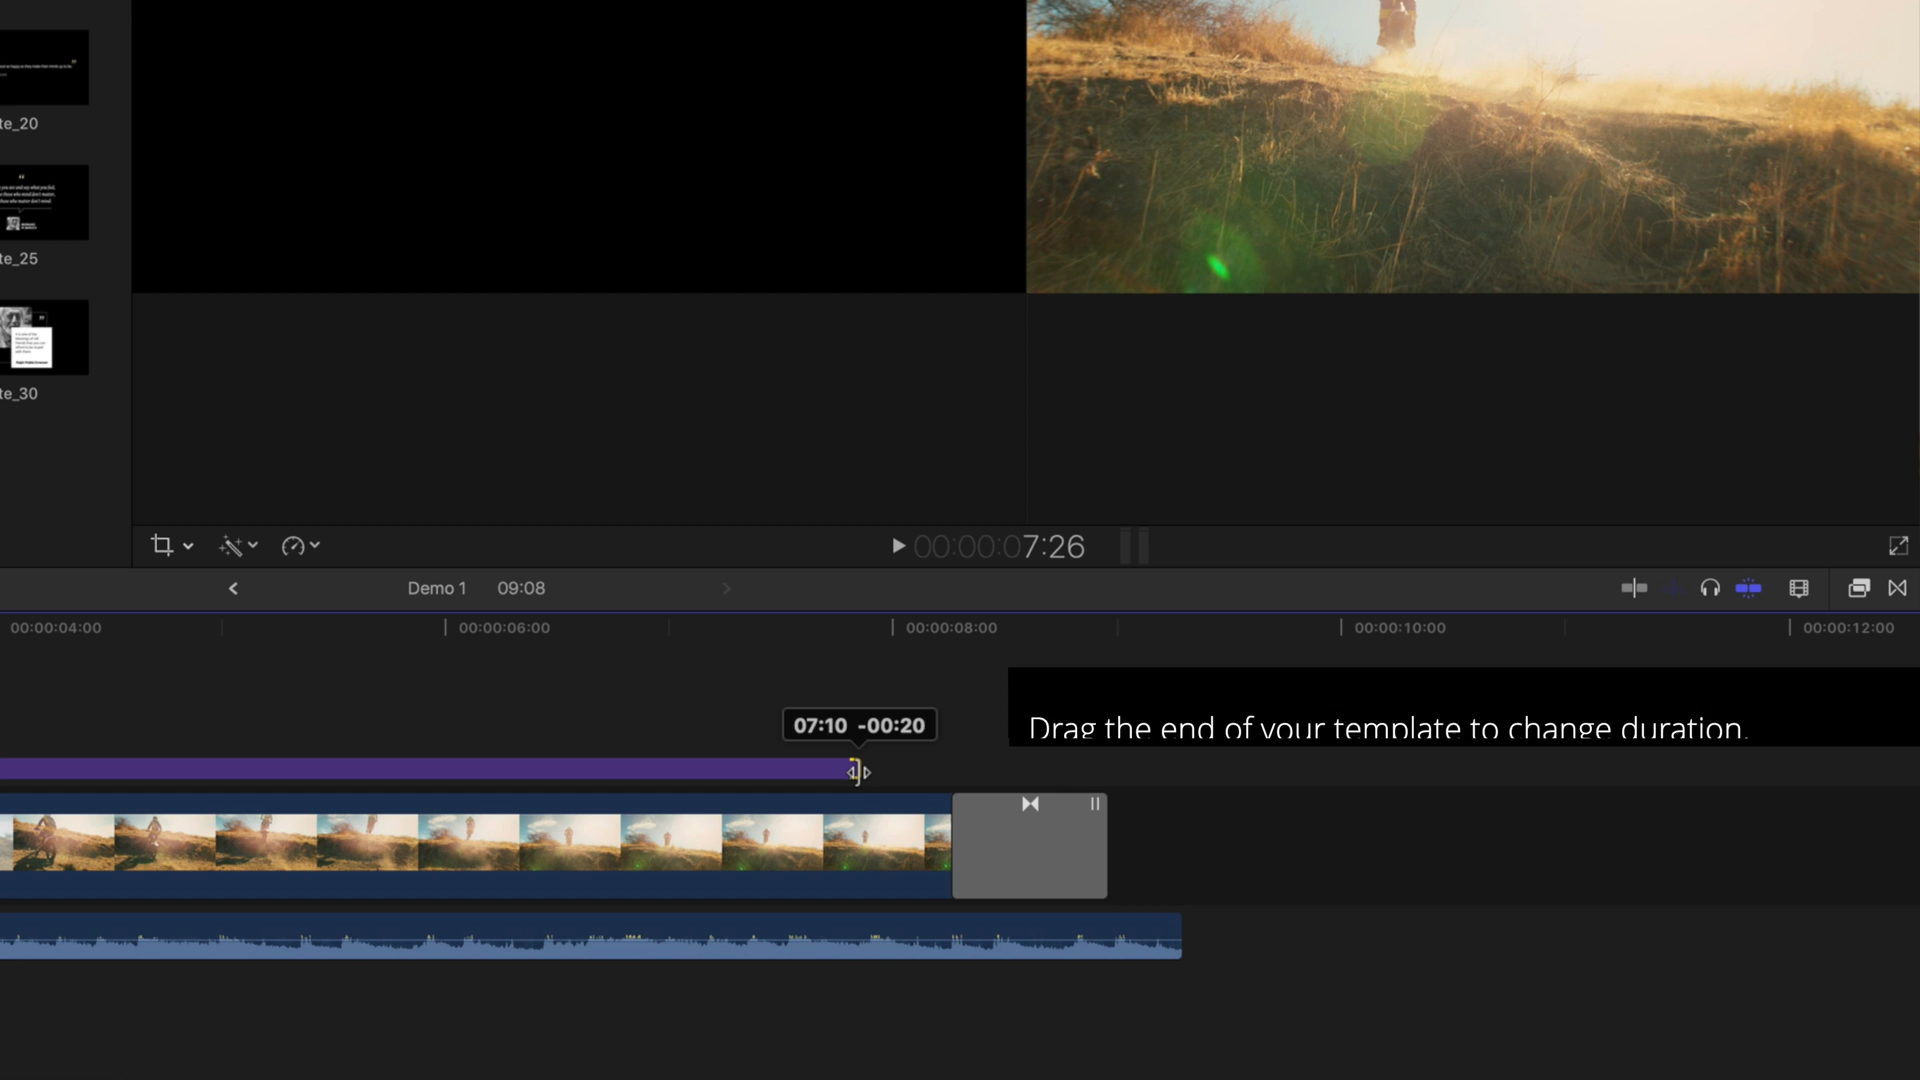 te_20
te_25
te_30
00:00:07:26
Demo 1 09:08
00:00:04:00 00:00:06:00 00:00:08:00 00:00:10:00 00:00:12:00
Drag the end of your template to change duration.
07:10 -00:20